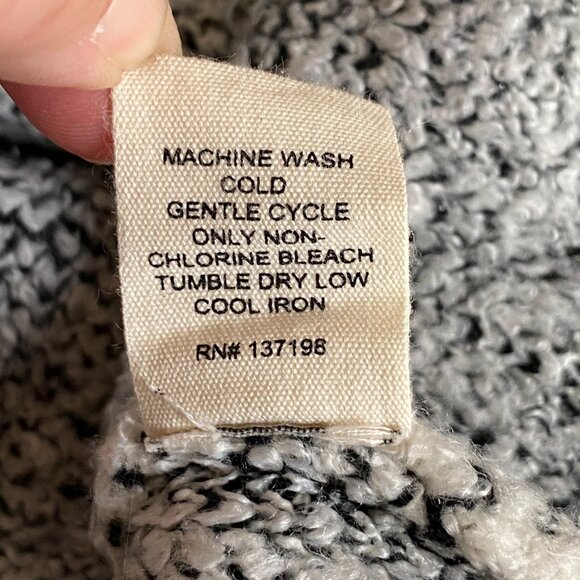 MACHINE WASH
COLD
GENTLE CYCLE
ONLY NON-
CHLORINE BLEACH
TUMBLE DRY LOW
COOL IRON
RN# 137198